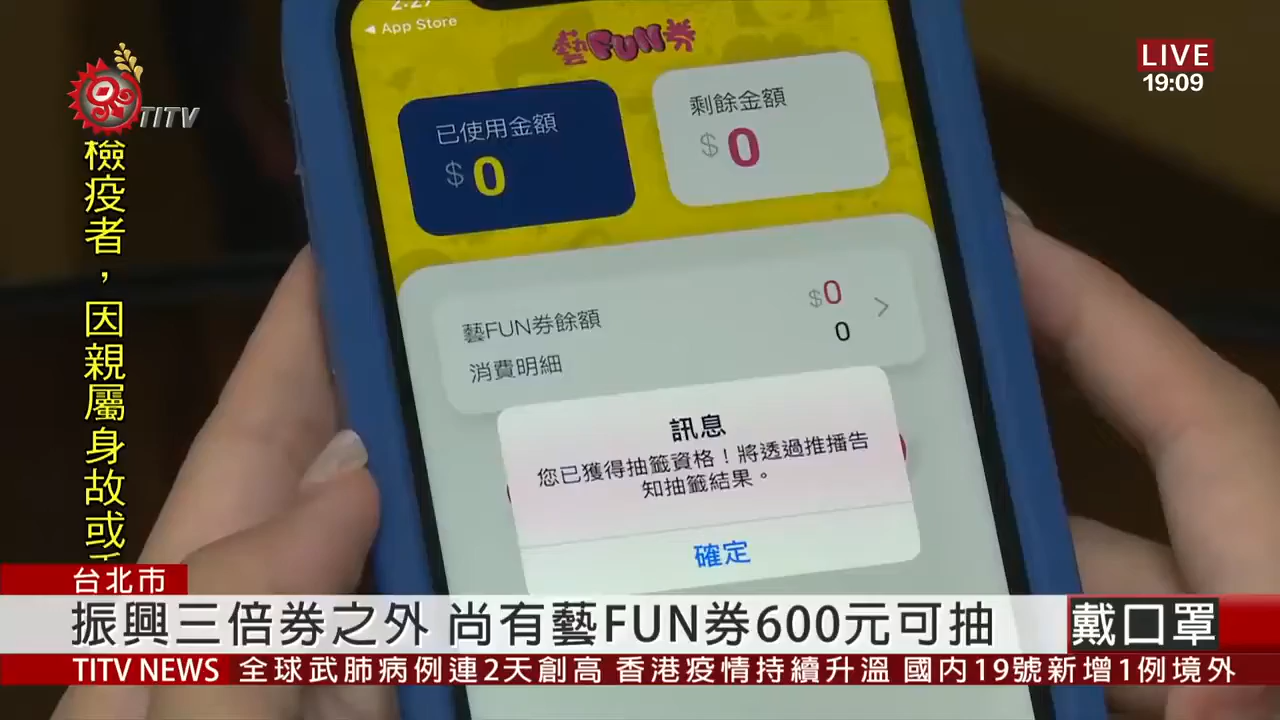 2:27
◀ App Store
藝FUN券
LIVE
19:09
TITV
已使用金額
$0
剩餘金額
$0
檢疫者，因親屬身故或
藝FUN券餘額
$0
消費明細
0
訊息
您已獲得抽籤資格！將透過推播告
知抽籤結果。
確定
台北市
振興三倍券之外 尚有藝FUN券600元可抽
戴口罩
TITV NEWS 全球武肺病例連2天創高 香港疫情持續升溫 國內19號新增1例境外